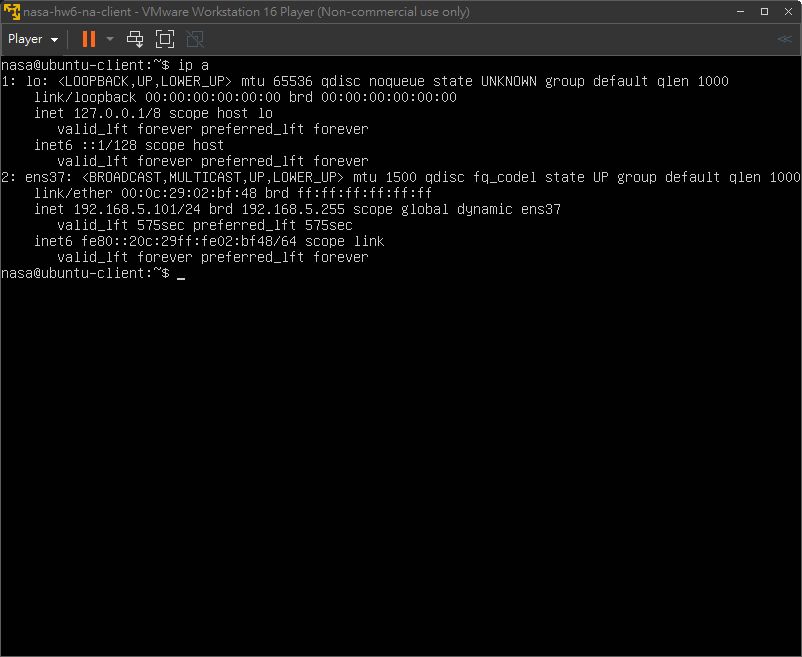 nasa-hw6-na-client - VMware Workstation 16 Player (Non-commercial use only)
Player
nasa@ubuntu-client:~$ ip a
1: lo: <LOOPBACK,UP,LOWER_UP> mtu 65536 qdisc noqueue state UNKNOWN group default qlen 1000
    link/loopback 00:00:00:00:00:00 brd 00:00:00:00:00:00
    inet 127.0.0.1/8 scope host lo
       valid_lft forever preferred_lft forever
    inet6 ::1/128 scope host
       valid_lft forever preferred_lft forever
2: ens37: <BROADCAST,MULTICAST,UP,LOWER_UP> mtu 1500 qdisc fq_codel state UP group default qlen 1000
    link/ether 00:0c:29:02:bf:48 brd ff:ff:ff:ff:ff:ff
    inet 192.168.5.101/24 brd 192.168.5.255 scope global dynamic ens37
       valid_lft 575sec preferred_lft 575sec
    inet6 fe80::20c:29ff:fe02:bf48/64 scope link
       valid_lft forever preferred_lft forever
nasa@ubuntu-client:~$ _